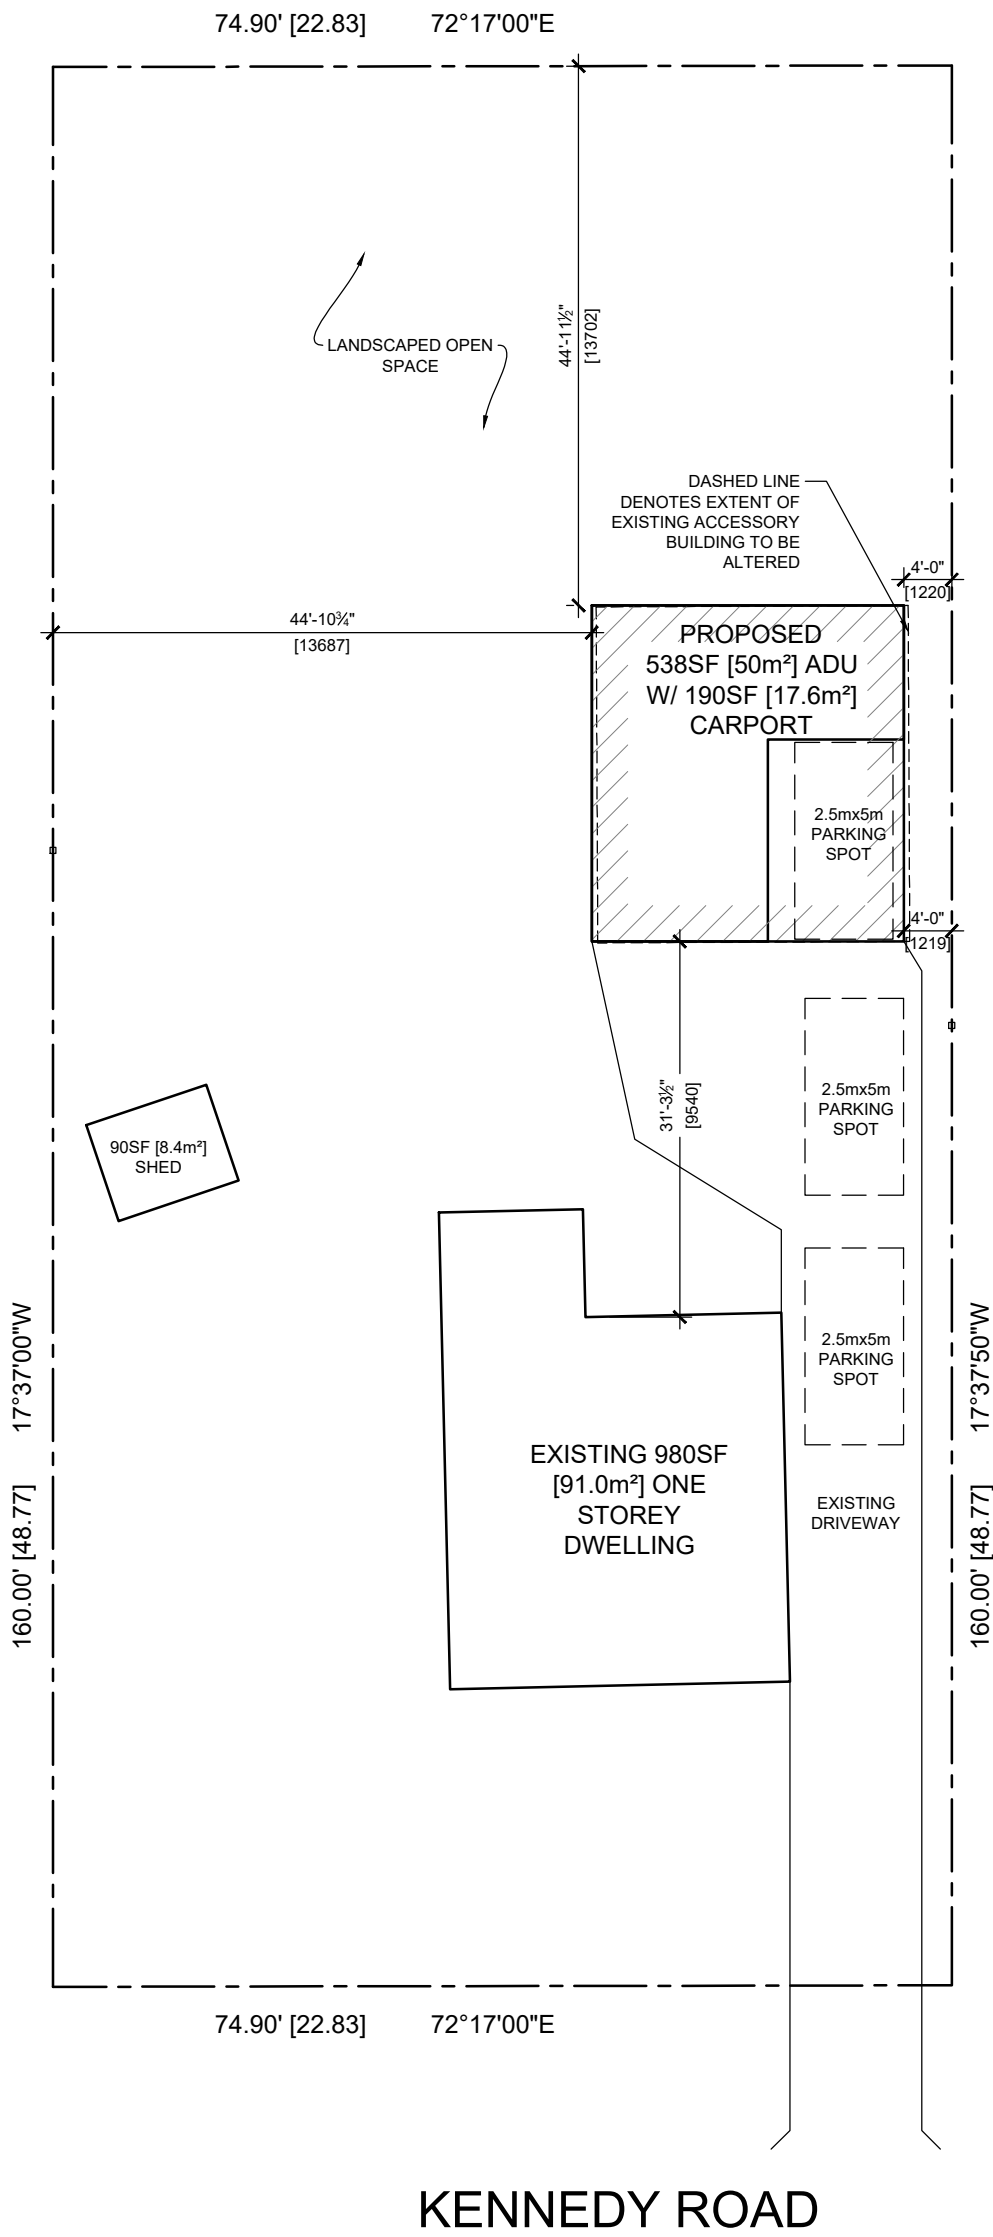 74.90' [22.83] 72°17'00"E
44'-11½"
[13702]
LANDSCAPED OPEN
SPACE
DASHED LINE
DENOTES EXTENT OF
EXISTING ACCESSORY
BUILDING TO BE
ALTERED
4'-0"
[1220]
44'-10¾"
[13687]
PROPOSED
538SF [50m²] ADU
W/ 190SF [17.6m²]
CARPORT
2.5mx5m
PARKING
SPOT
4'-0"
[1219]
31'-3½"
[9540]
2.5mx5m
PARKING
SPOT
90SF [8.4m²]
SHED
2.5mx5m
PARKING
SPOT
160.00' [48.77] 17°37'00"W
160.00' [48.77] 17°37'50"W
EXISTING 980SF
[91.0m²] ONE
STOREY
DWELLING
EXISTING
DRIVEWAY
74.90' [22.83] 72°17'00"E
KENNEDY ROAD